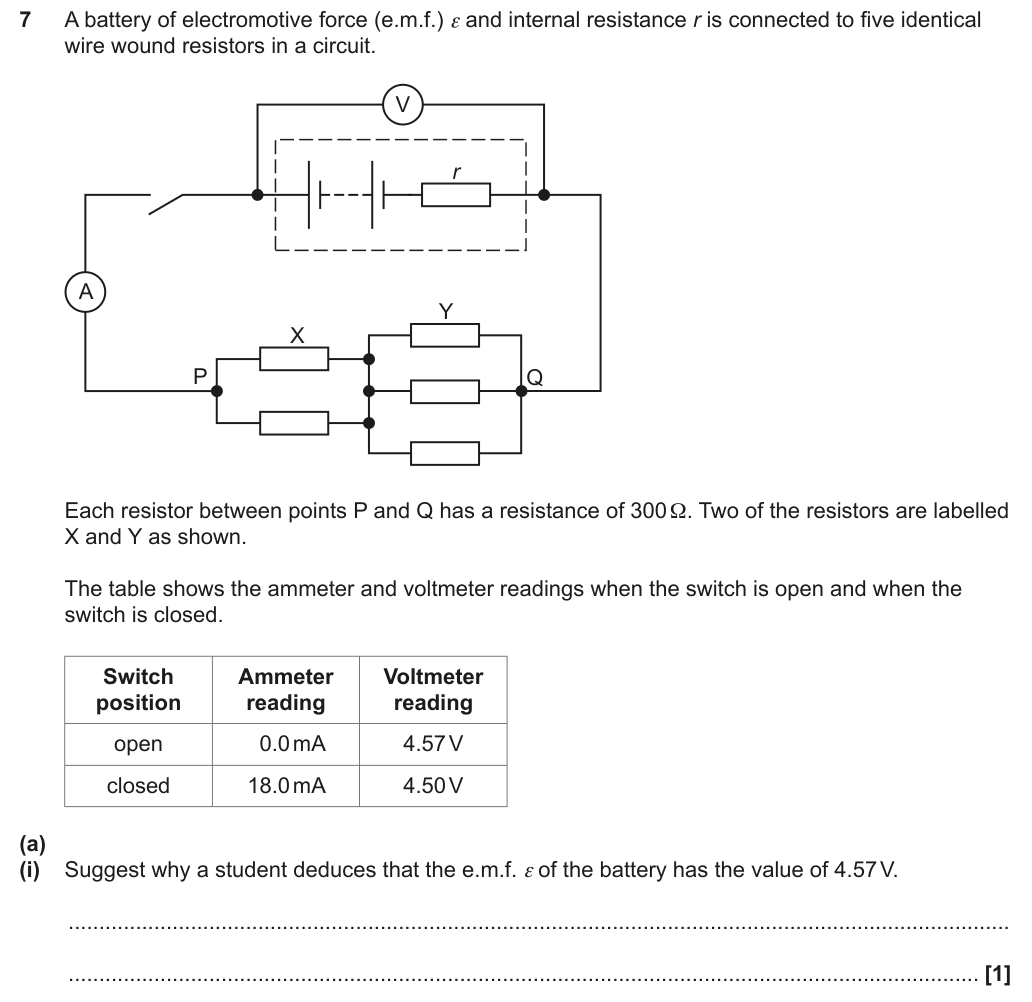 7 A battery of electromotive force (e.m.f.) ε and internal resistance r is connected to five identical
wire wound resistors in a circuit.
V
r
A
Y
X
P
Q
Each resistor between points P and Q has a resistance of 300 Ω. Two of the resistors are labelled
X and Y as shown.
The table shows the ammeter and voltmeter readings when the switch is open and when the
switch is closed.
Switch position Ammeter reading Voltmeter reading
open 0.0 mA 4.57 V
closed 18.0 mA 4.50 V
(a)
(i) Suggest why a student deduces that the e.m.f. ε of the battery has the value of 4.57 V.
[1]